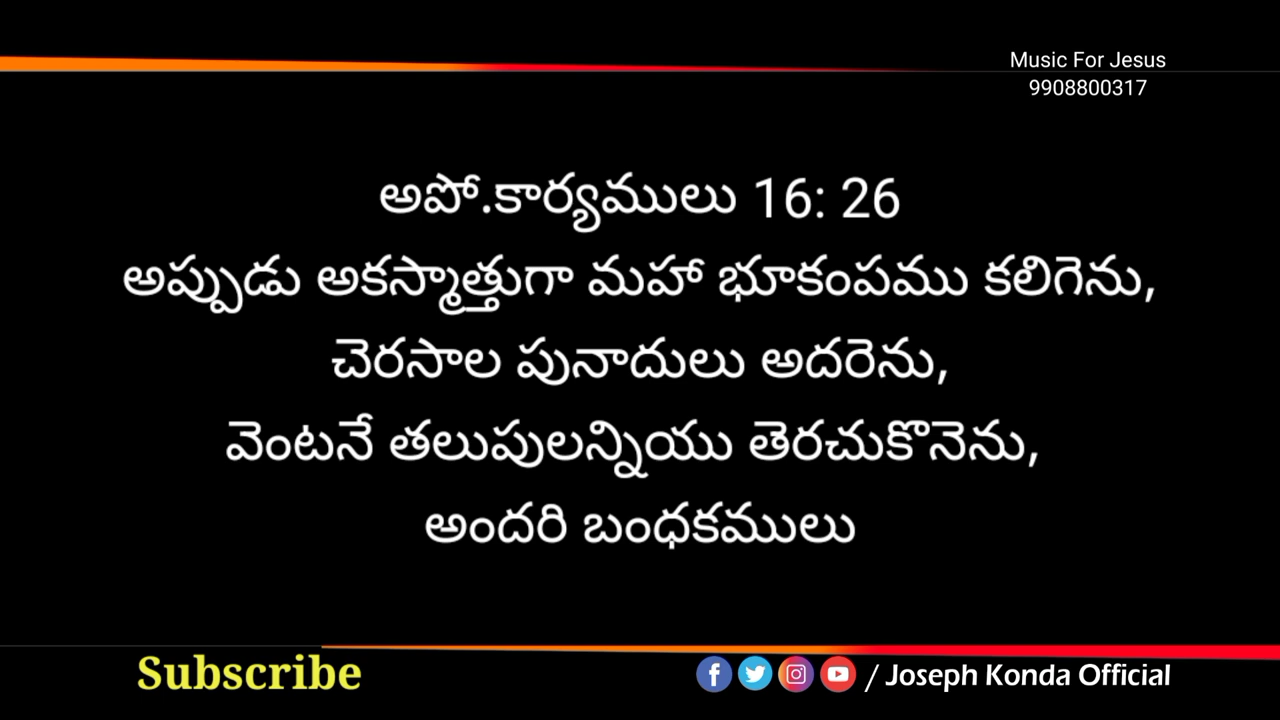 Music For Jesus
9908800317
అపో.కార్యములు 16: 26
అప్పుడు అకస్మాత్తుగా మహా భూకంపము కలిగెను,
చెరసాల పునాదులు అదరెను,
వెంటనే తలుపులన్నియు తెరచుకొనెను,
అందరి బంధకములు
Subscribe
/ Joseph Konda Official